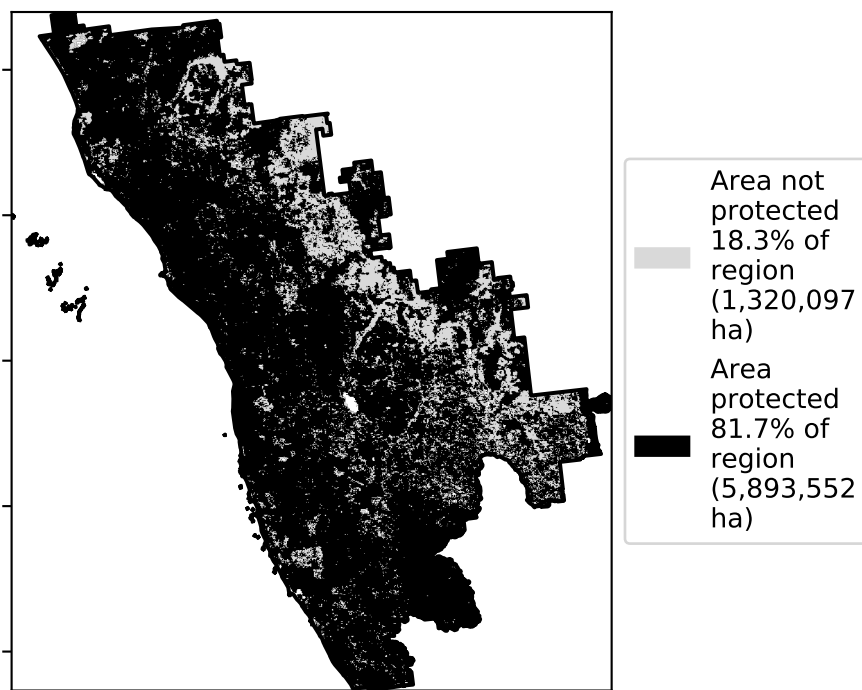 Area not
protected
18.3% of
region
(1,320,097
ha)
Area
protected
81.7% of
region
(5,893,552
ha)